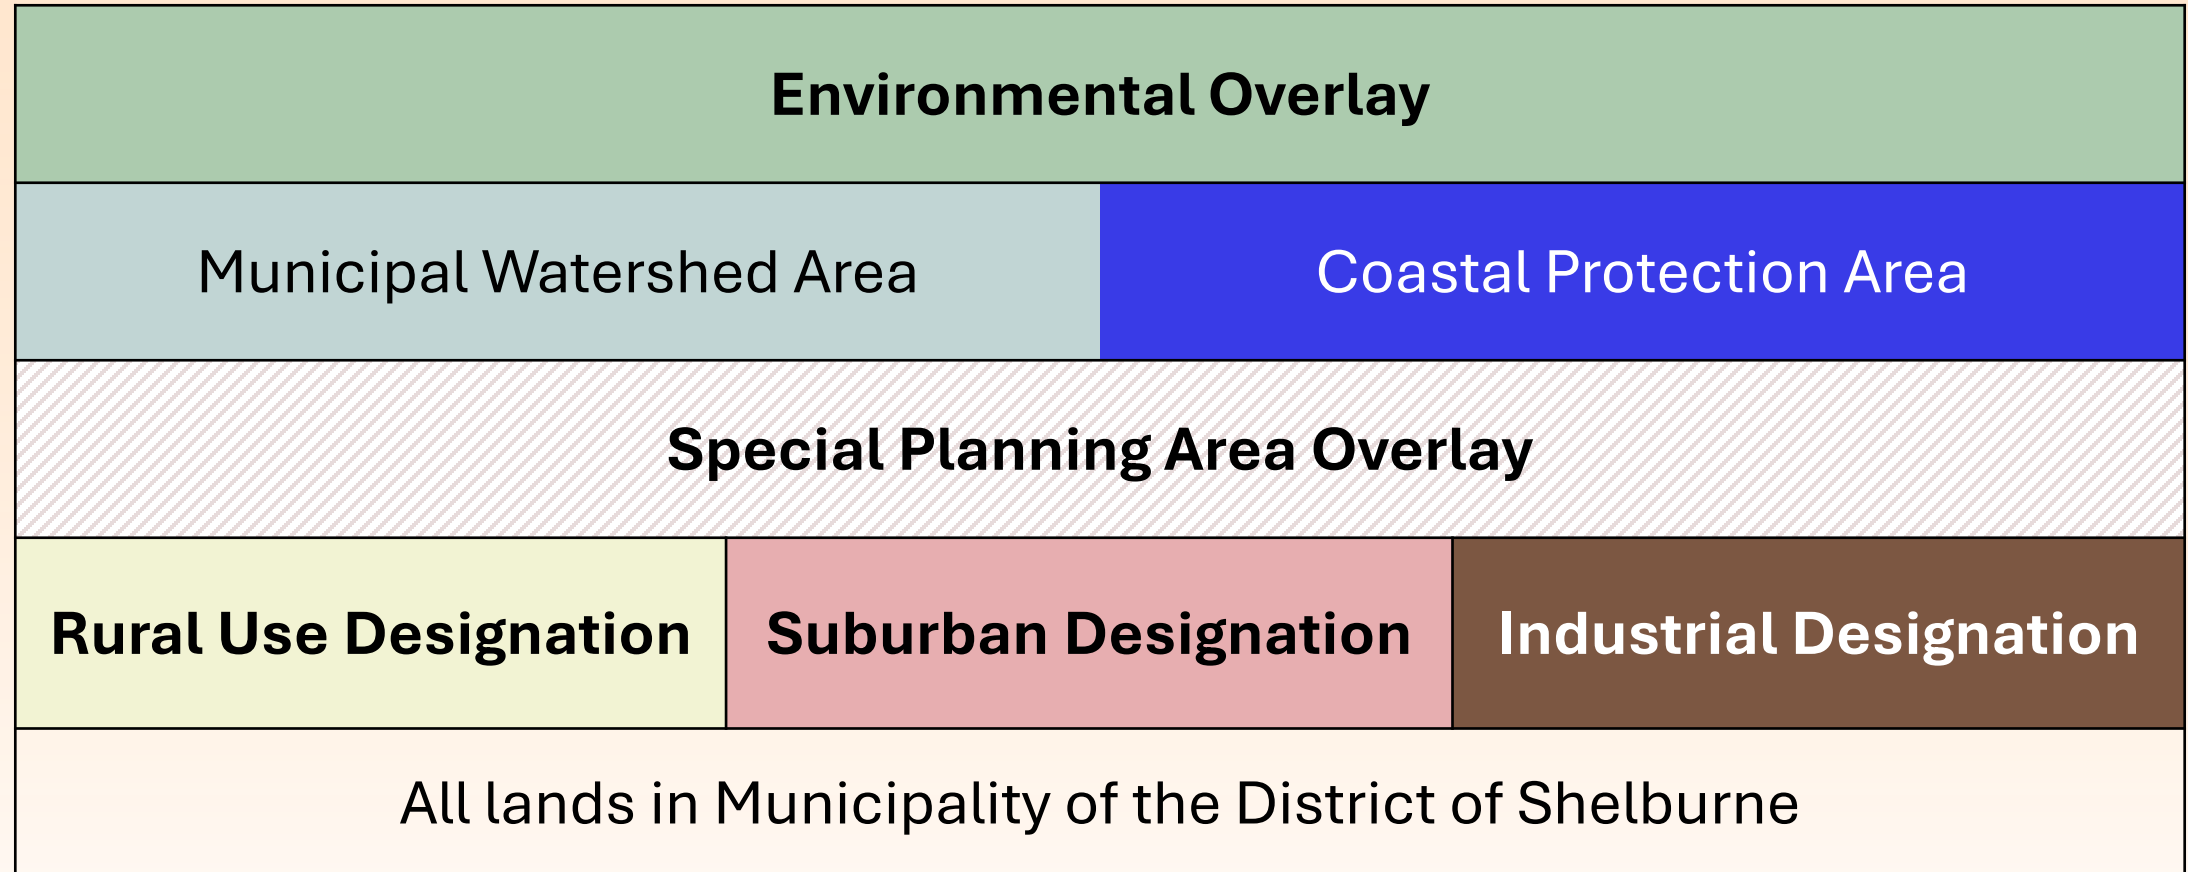 Environmental Overlay
Municipal Watershed Area
Coastal Protection Area
Special Planning Area Overlay
Rural Use Designation
Suburban Designation
Industrial Designation
All lands in Municipality of the District of Shelburne